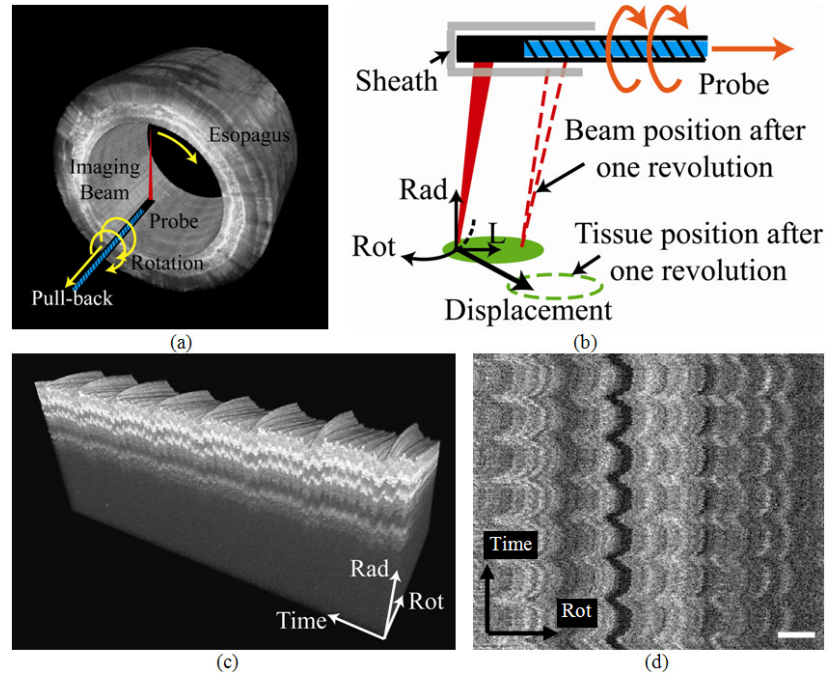 Esopagus
Imaging
Beam
Probe
Rotation
Pull-back
(a)
Sheath
Probe
Beam position after
one revolution
Rad
L
Rot
Tissue position after
one revolution
Displacement
(b)
Rad
Rot
Time
(c)
Time
Rot
(d)